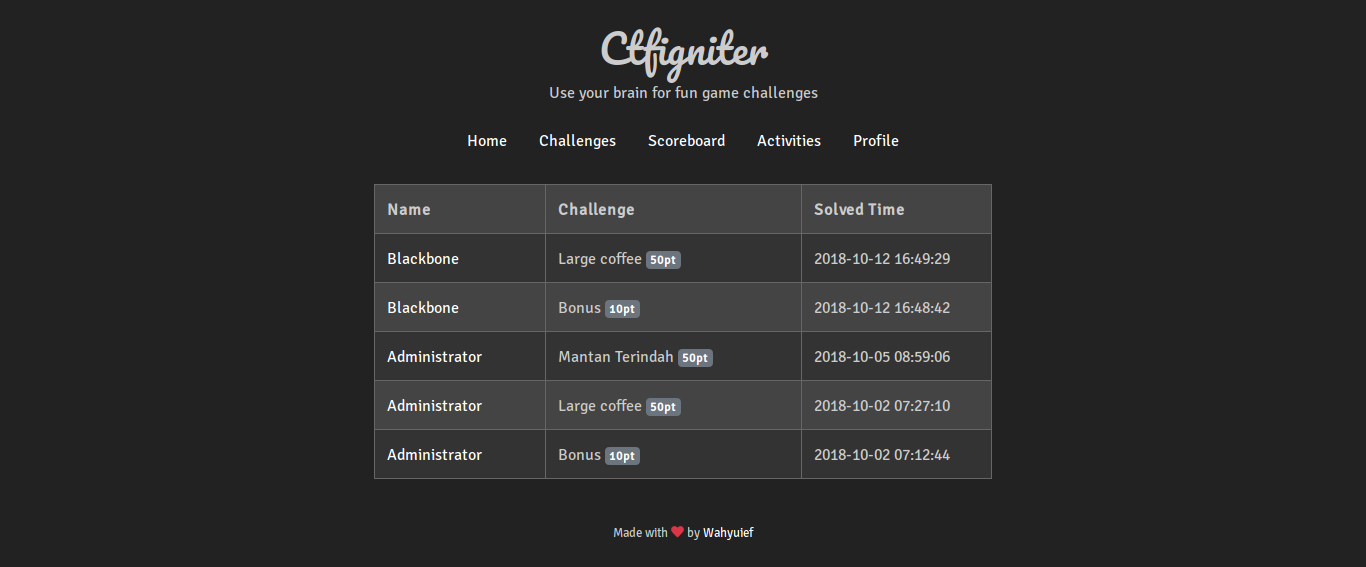 Ctfigniter
Use your brain for fun game challenges
Home Challenges Scoreboard Activities Profile
Name Challenge Solved Time
Blackbone Large coffee 50pt 2018-10-12 16:49:29
Blackbone Bonus 10pt 2018-10-12 16:48:42
Administrator Mantan Terindah 50pt 2018-10-05 08:59:06
Administrator Large coffee 50pt 2018-10-02 07:27:10
Administrator Bonus 10pt 2018-10-02 07:12:44
Made with ❤ by Wahyuief